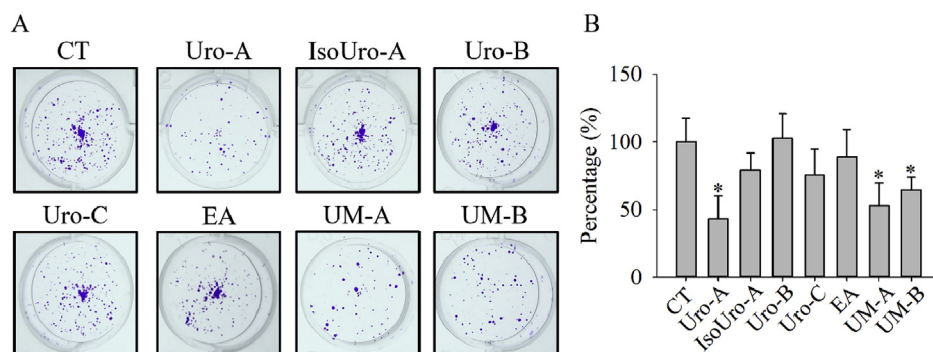 A
CT Uro-A IsoUro-A Uro-B
Uro-C EA UM-A UM-B
B
Percentage (%)
150
100
50
0
* * *
CT Uro-A IsoUro-A Uro-B Uro-C EA UM-A UM-B